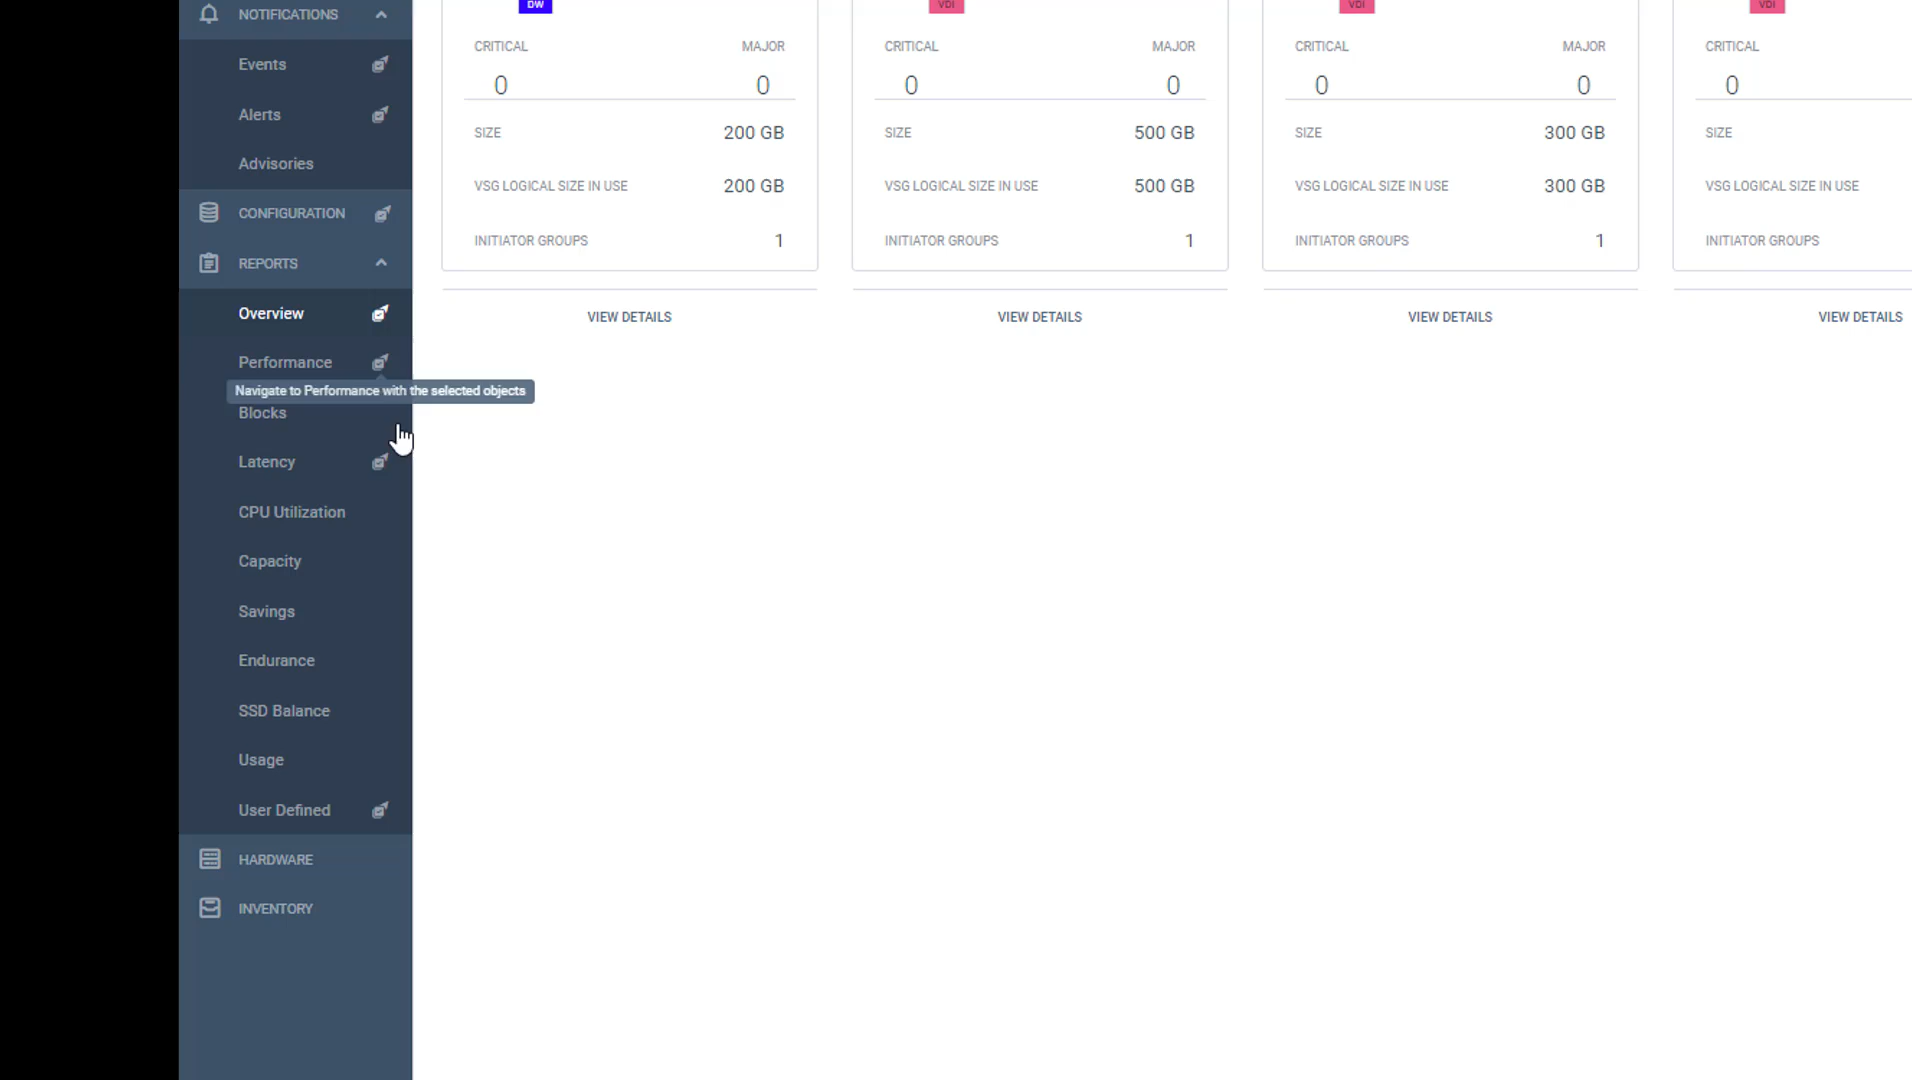 NOTIFICATIONS
Events
Alerts
Advisories
CONFIGURATION
REPORTS
Overview
Performance
Navigate to Performance with the selected objects
Blocks
Latency
CPU Utilization
Capacity
Savings
Endurance
SSD Balance
Usage
User Defined
HARDWARE
INVENTORY
DW
CRITICAL MAJOR
0 0
SIZE 200 GB
VSG LOGICAL SIZE IN USE 200 GB
INITIATOR GROUPS 1
VIEW DETAILS
VDI
CRITICAL MAJOR
0 0
SIZE 500 GB
VSG LOGICAL SIZE IN USE 500 GB
INITIATOR GROUPS 1
VIEW DETAILS
VDI
CRITICAL MAJOR
0 0
SIZE 300 GB
VSG LOGICAL SIZE IN USE 300 GB
INITIATOR GROUPS 1
VIEW DETAILS
VDI
CRITICAL
0
SIZE
VSG LOGICAL SIZE IN USE
INITIATOR GROUPS
VIEW DETAILS